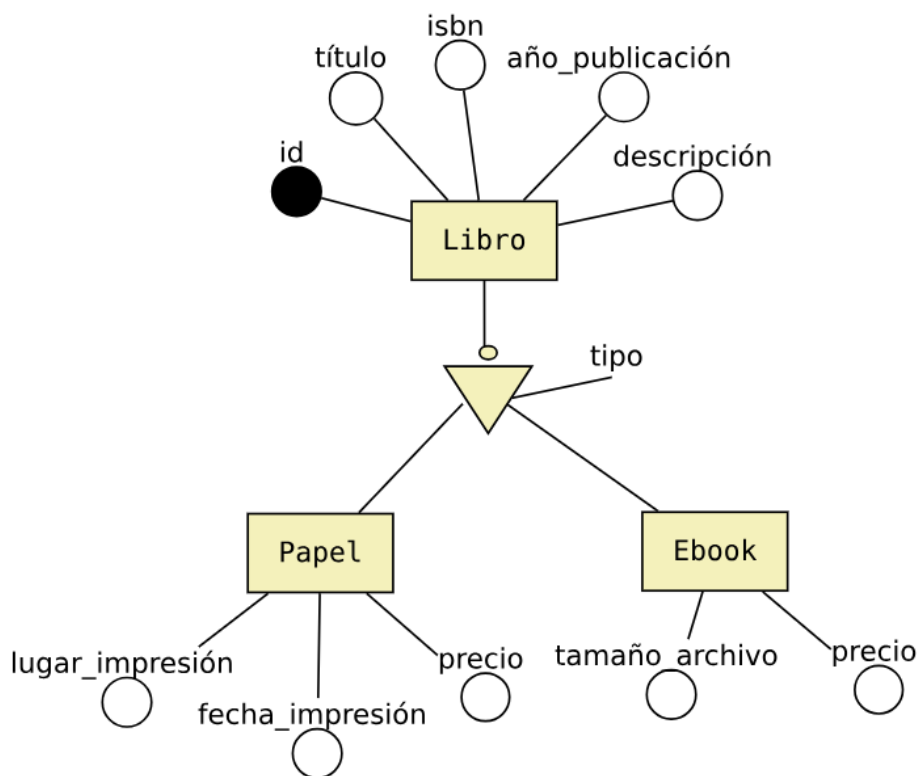 isbn
título
año_publicación
id
descripción
Libro
tipo
Papel
Ebook
lugar_impresión
precio
tamaño_archivo
precio
fecha_impresión